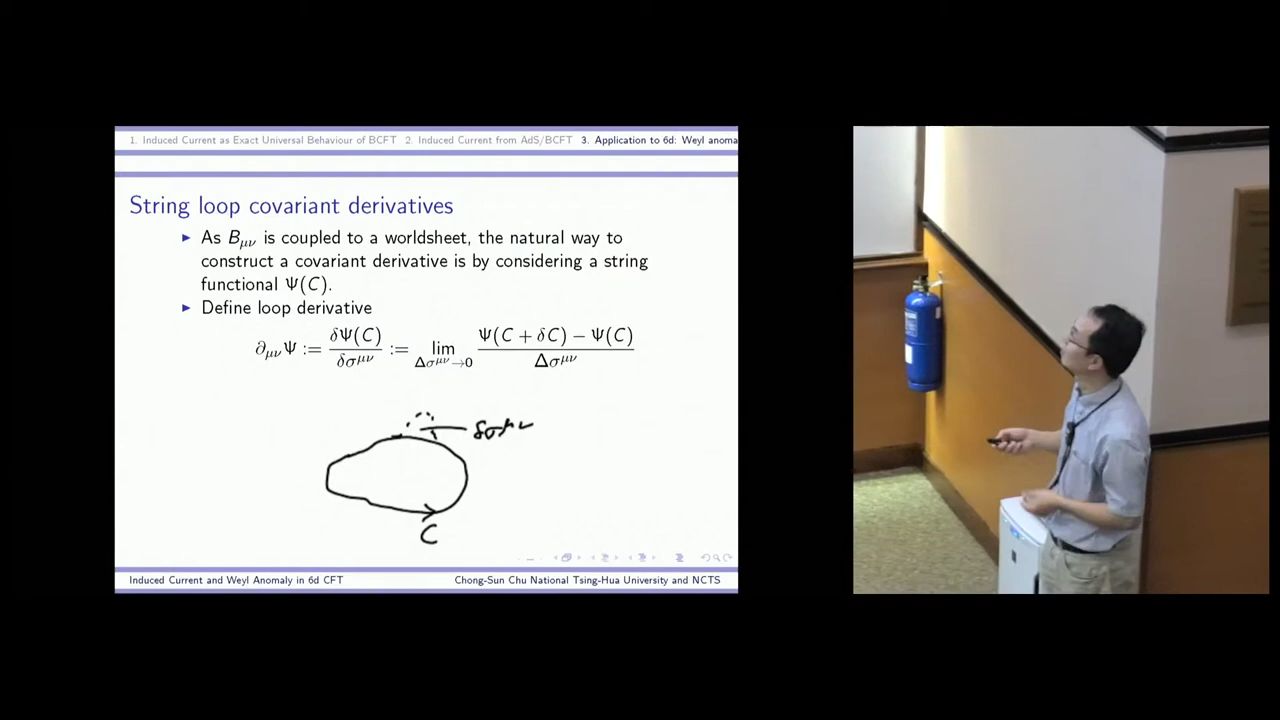 1. Induced Current as Exact Universal Behaviour of BCFT 2. Induced Current from AdS/BCFT 3. Application to 6d: Weyl anoma
String loop covariant derivatives
▶ As B_{μν} is coupled to a worldsheet, the natural way to
construct a covariant derivative is by considering a string
functional Ψ(C).
▶ Define loop derivative
∂_{μν}Ψ := δΨ(C)/δσ^{μν} := lim_{Δσ^{μν}→0} (Ψ(C + δC) − Ψ(C))/Δσ^{μν}
δσ^{μν}
C
Induced Current and Weyl Anomaly in 6d CFT Chong-Sun Chu National Tsing-Hua University and NCTS